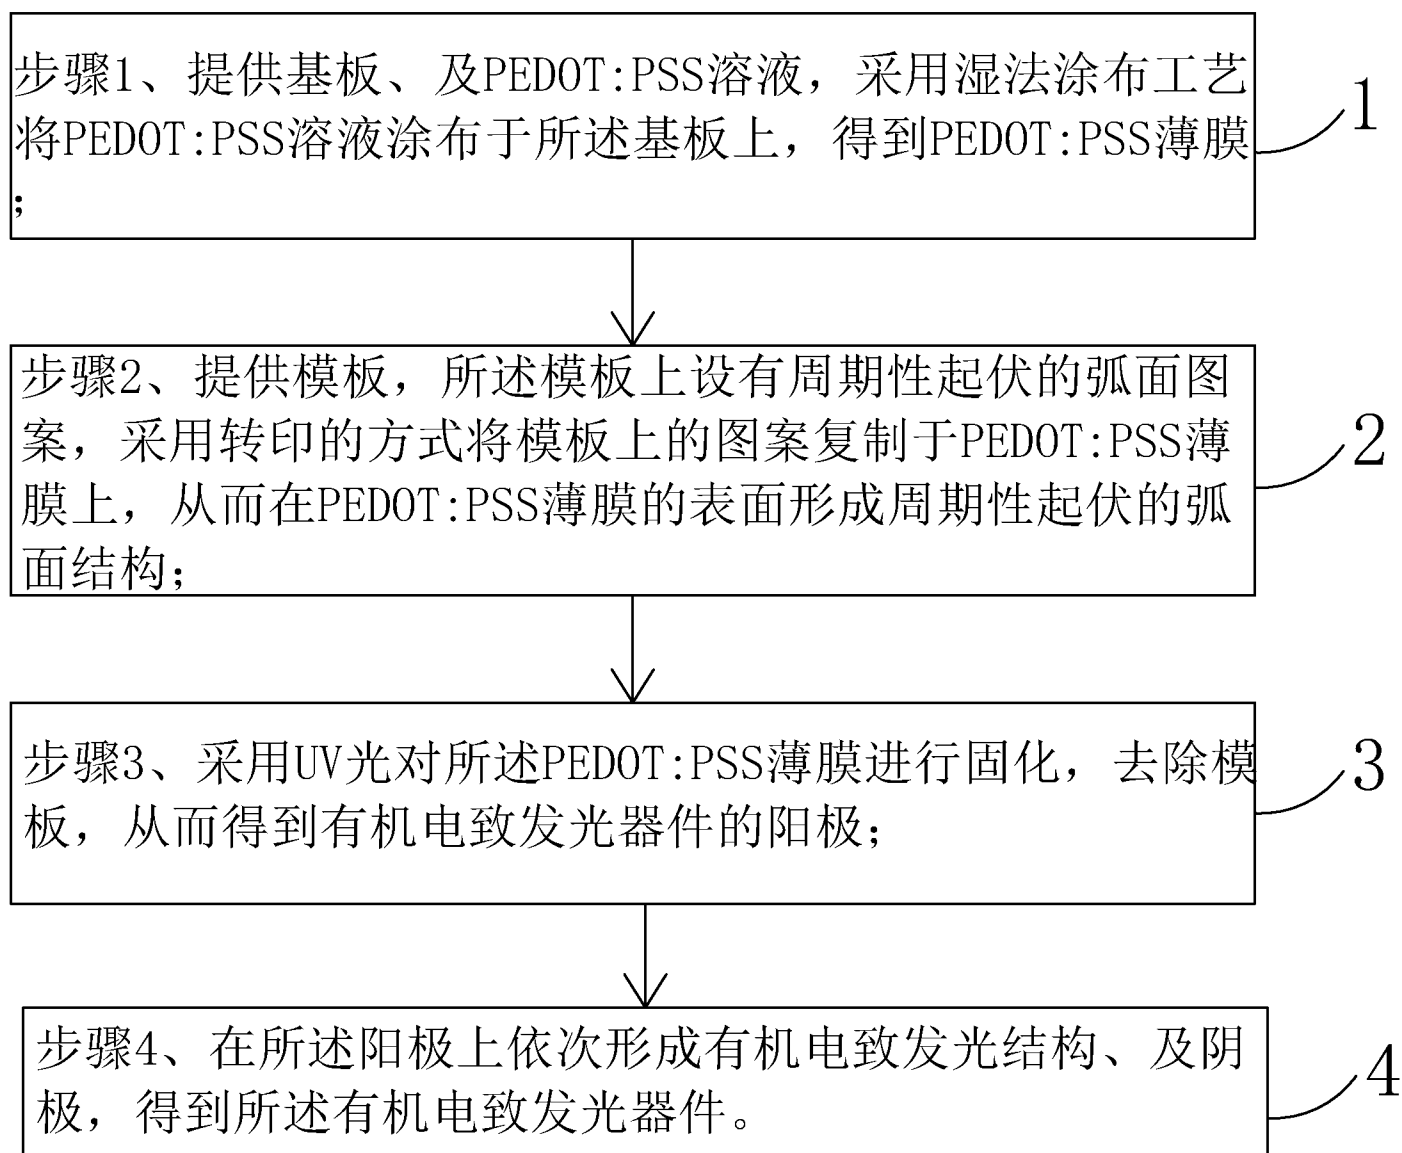 步骤1、提供基板、及PEDOT:PSS溶液，采用湿法涂布工艺
将PEDOT:PSS溶液涂布于所述基板上，得到PEDOT:PSS薄膜
；
1
步骤2、提供模板，所述模板上设有周期性起伏的弧面图
案，采用转印的方式将模板上的图案复制于PEDOT:PSS薄
膜上，从而在PEDOT:PSS薄膜的表面形成周期性起伏的弧
面结构；
2
步骤3、采用UV光对所述PEDOT:PSS薄膜进行固化，去除模
板，从而得到有机电致发光器件的阳极；
3
步骤4、在所述阳极上依次形成有机电致发光结构、及阴
极，得到所述有机电致发光器件。
4